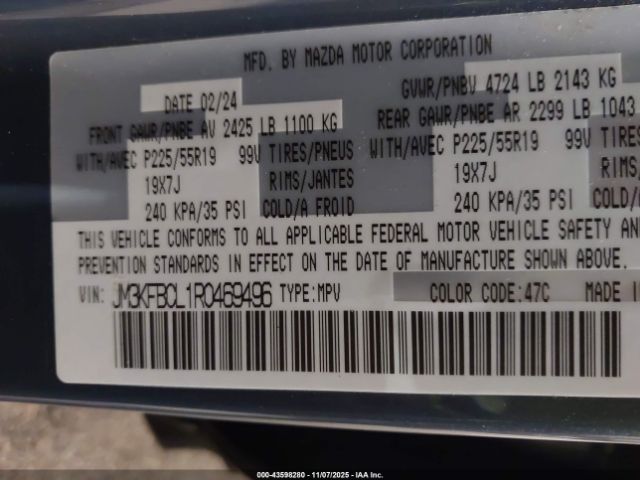 MFD. BY MAZDA MOTOR CORPORATION
DATE 02/24
GVWR/PNBV 4724 LB 2143 KG
FRONT GAWR/PNBE AV 2425 LB 1100 KG
REAR GAWR/PNBE AR 2299 LB 1043
WITH/AVEC P225/55R19 99V TIRES/PNEUS
WITH/AVEC P225/55R19 99V TIRES/
19X7J RIMS/JANTES
19X7J RIMS/
240 KPA/35 PSI COLD/A FROID
240 KPA/35 PSI COLD/
THIS VEHICLE CONFORMS TO ALL APPLICABLE FEDERAL MOTOR VEHICLE SAFETY AN
PREVENTION STANDARDS IN EFFECT ON THE DATE OF MANUFACTURE SHOWN ABOVE.
VIN: JM3KFBCL1R0469496 TYPE:MPV COLOR CODE:47C MADE I
000-43598280 - 11/07/2025 - IAAI.COM